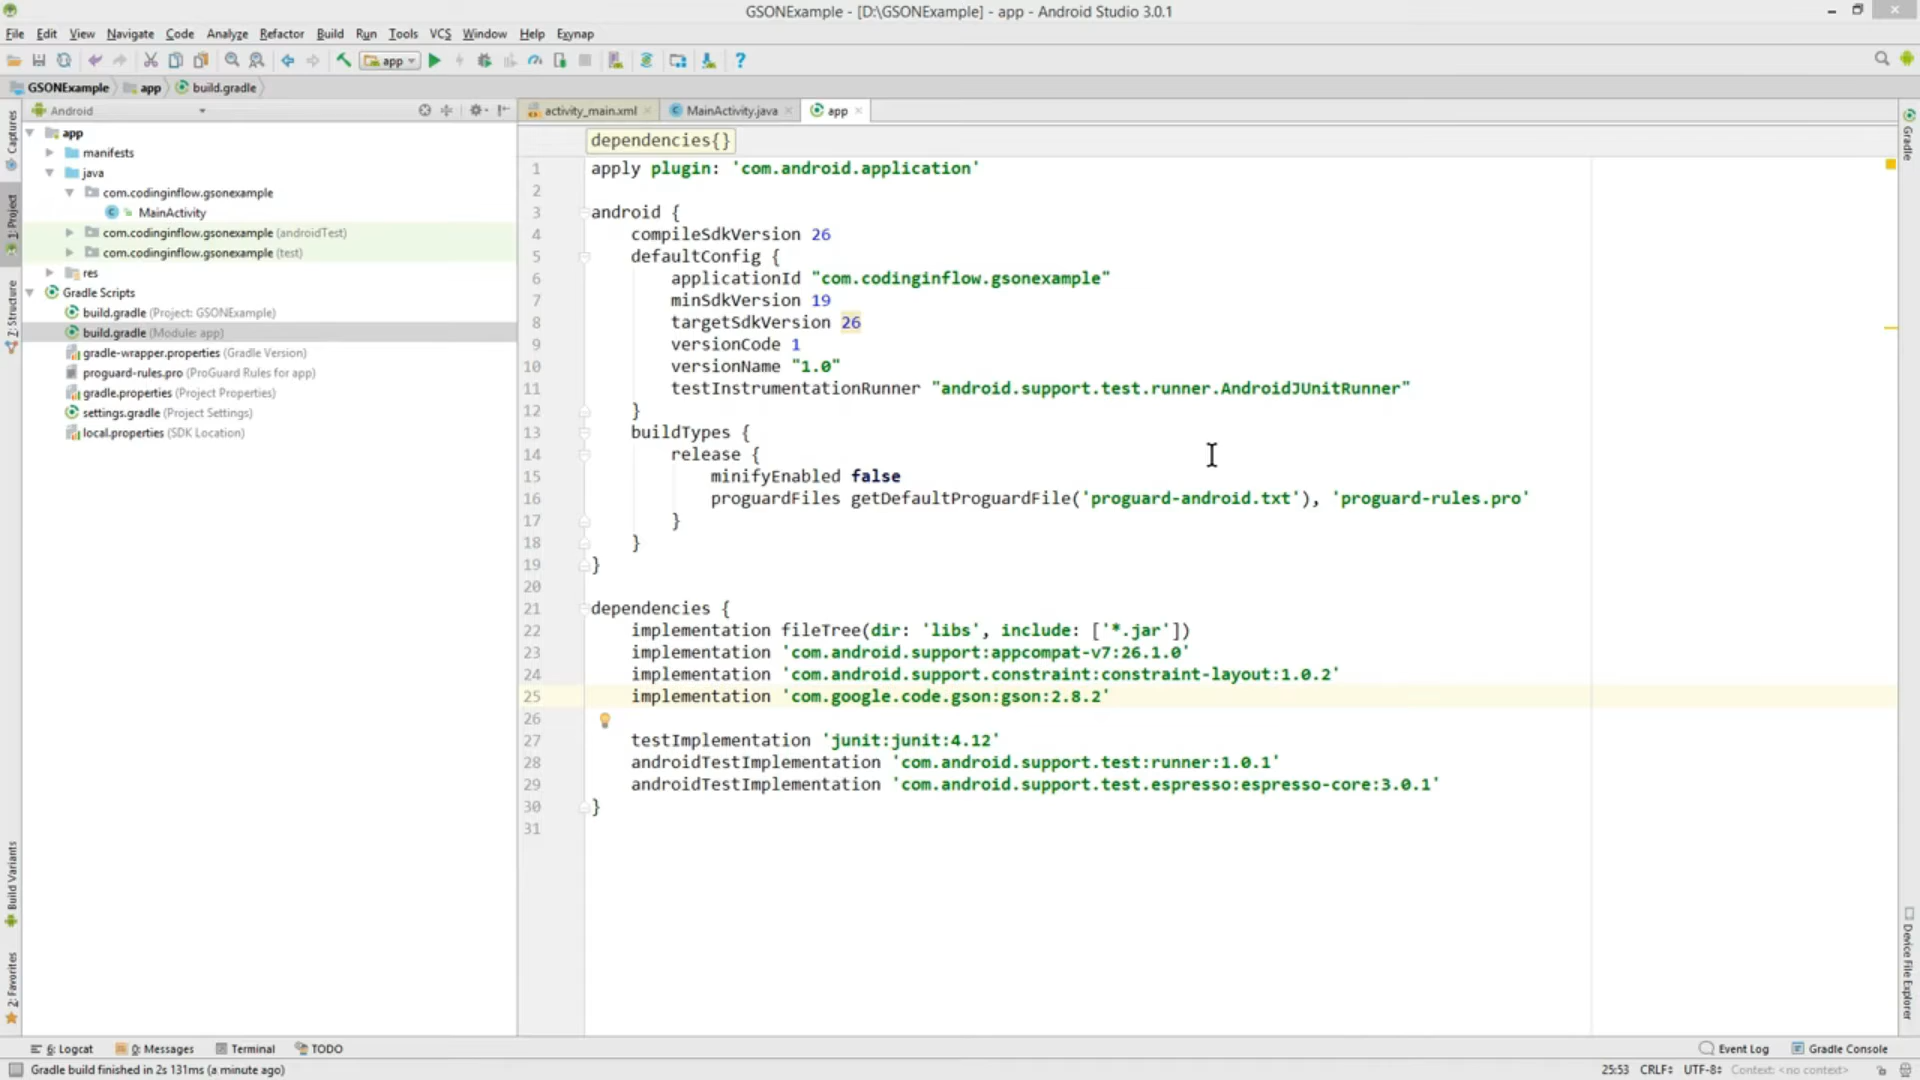 GSONExample - [D:\GSONExample] - app - Android Studio 3.0.1
File Edit View Navigate Code Analyze Refactor Build Run Tools VCS Window Help Exynap
app
GSONExample app build.gradle
Android
activity_main.xml MainActivity.java app
Captures
1: Project
Z: Structure
Build Variants
2: Favorites
app
manifests
java
com.codinginflow.gsonexample
MainActivity
com.codinginflow.gsonexample (androidTest)
com.codinginflow.gsonexample (test)
res
Gradle Scripts
build.gradle (Project: GSONExample)
build.gradle (Module: app)
gradle-wrapper.properties (Gradle Version)
proguard-rules.pro (ProGuard Rules for app)
gradle.properties (Project Properties)
settings.gradle (Project Settings)
local.properties (SDK Location)
dependencies{}
1 apply plugin: 'com.android.application'
2
3 android {
4 compileSdkVersion 26
5 defaultConfig {
6 applicationId "com.codinginflow.gsonexample"
7 minSdkVersion 19
8 targetSdkVersion 26
9 versionCode 1
10 versionName "1.0"
11 testInstrumentationRunner "android.support.test.runner.AndroidJUnitRunner"
12 }
13 buildTypes {
14 release {
15 minifyEnabled false
16 proguardFiles getDefaultProguardFile('proguard-android.txt'), 'proguard-rules.pro'
17 }
18 }
19 }
20
21 dependencies {
22 implementation fileTree(dir: 'libs', include: ['*.jar'])
23 implementation 'com.android.support:appcompat-v7:26.1.0'
24 implementation 'com.android.support.constraint:constraint-layout:1.0.2'
25 implementation 'com.google.code.gson:gson:2.8.2'
26
27 testImplementation 'junit:junit:4.12'
28 androidTestImplementation 'com.android.support.test:runner:1.0.1'
29 androidTestImplementation 'com.android.support.test.espresso:espresso-core:3.0.1'
30 }
31
Gradle
Device File Explorer
6: Logcat 0: Messages Terminal TODO Event Log Gradle Console
Gradle build finished in 2s 131ms (a minute ago) 25:53 CRLF UTF-8 Context: <no context>